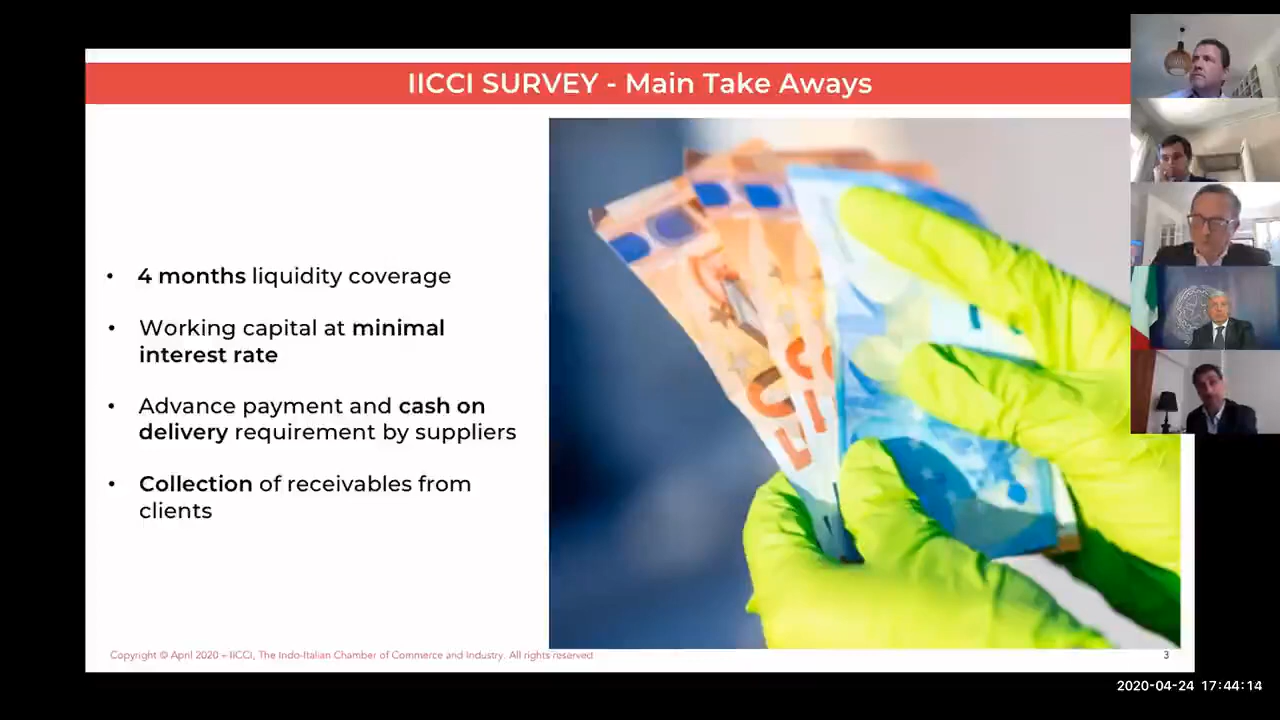 IICCI SURVEY - Main Take Aways
• 4 months liquidity coverage
• Working capital at minimal
interest rate
• Advance payment and cash on
delivery requirement by suppliers
• Collection of receivables from
clients
Copyright © April 2020 – IICCI, The Indo-Italian Chamber of Commerce and Industry. All rights reserved
3
2020-04-24 17:44:14